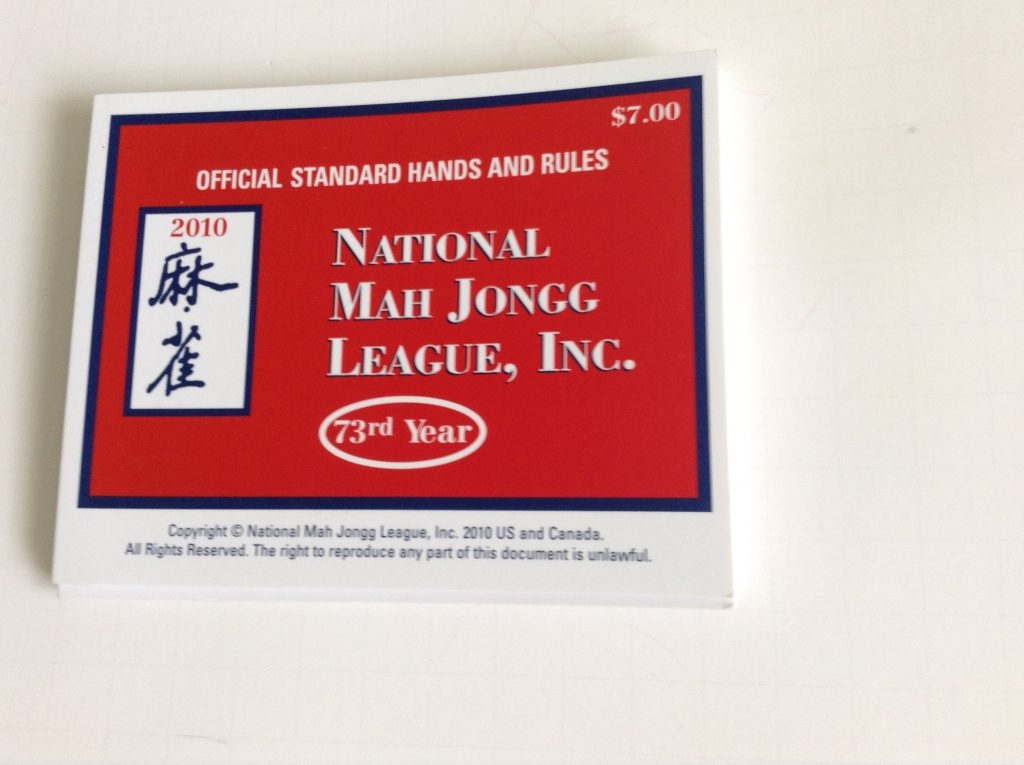 $7.00
OFFICIAL STANDARD HANDS AND RULES
2010
麻
雀
NATIONAL
MAH JONGG
LEAGUE, INC.
73rd Year
Copyright © National Mah Jongg League, Inc. 2010 US and Canada.
All Rights Reserved. The right to reproduce any part of this document is unlawful.